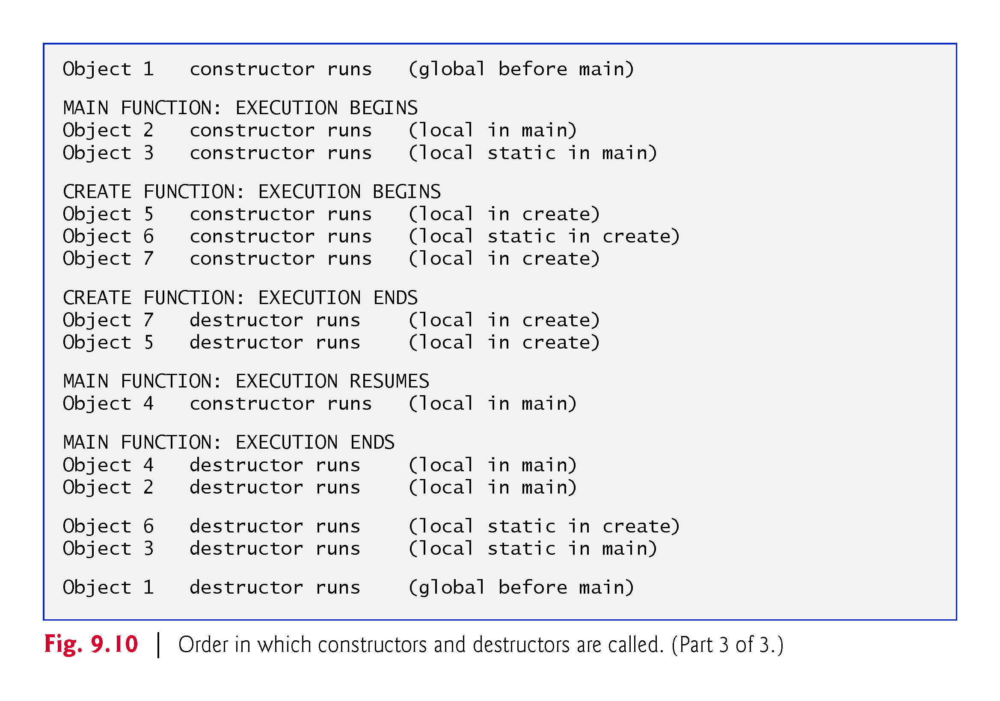 Object 1   constructor runs   (global before main)
MAIN FUNCTION: EXECUTION BEGINS
Object 2   constructor runs   (local in main)
Object 3   constructor runs   (local static in main)
CREATE FUNCTION: EXECUTION BEGINS
Object 5   constructor runs   (local in create)
Object 6   constructor runs   (local static in create)
Object 7   constructor runs   (local in create)
CREATE FUNCTION: EXECUTION ENDS
Object 7   destructor runs    (local in create)
Object 5   destructor runs    (local in create)
MAIN FUNCTION: EXECUTION RESUMES
Object 4   constructor runs   (local in main)
MAIN FUNCTION: EXECUTION ENDS
Object 4   destructor runs    (local in main)
Object 2   destructor runs    (local in main)
Object 6   destructor runs    (local static in create)
Object 3   destructor runs    (local static in main)
Object 1   destructor runs    (global before main)
Fig. 9.10 | Order in which constructors and destructors are called. (Part 3 of 3.)